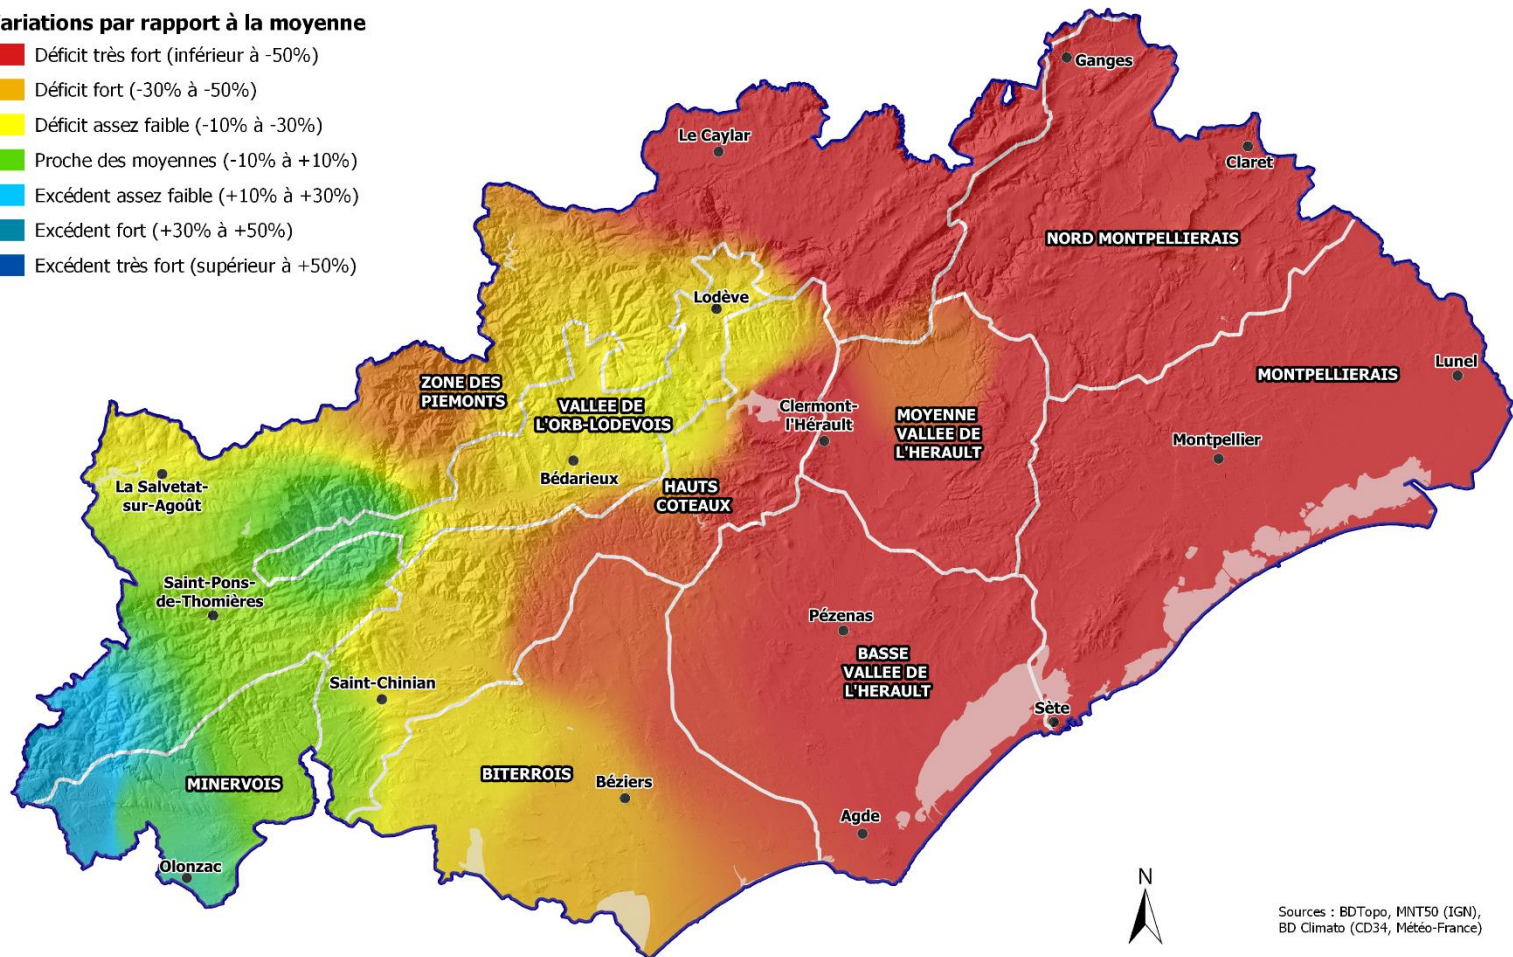 ariations par rapport à la moyenne
Déficit très fort (inférieur à -50%)
Déficit fort (-30% à -50%)
Déficit assez faible (-10% à -30%)
Proche des moyennes (-10% à +10%)
Excédent assez faible (+10% à +30%)
Excédent fort (+30% à +50%)
Excédent très fort (supérieur à +50%)
Ganges
Le Caylar
Claret
NORD MONTPELLIERAIS
Lodève
Lunel
MONTPELLIERAIS
ZONE DES
PIEMONTS
VALLEE DE
L'ORB-LODEVOIS
Clermont-
l'Hérault
MOYENNE
VALLEE DE
L'HERAULT
Montpellier
Bédarieux
La Salvetat-
sur-Agoût
HAUTS
COTEAUX
Saint-Pons-
de-Thomières
Pézenas
BASSE
VALLEE DE
L'HERAULT
Saint-Chinian
Sète
MINERVOIS
BITERROIS
Béziers
Agde
Olonzac
N
Sources : BDTopo, MNT50 (IGN),
BD Climato (CD34, Météo-France)